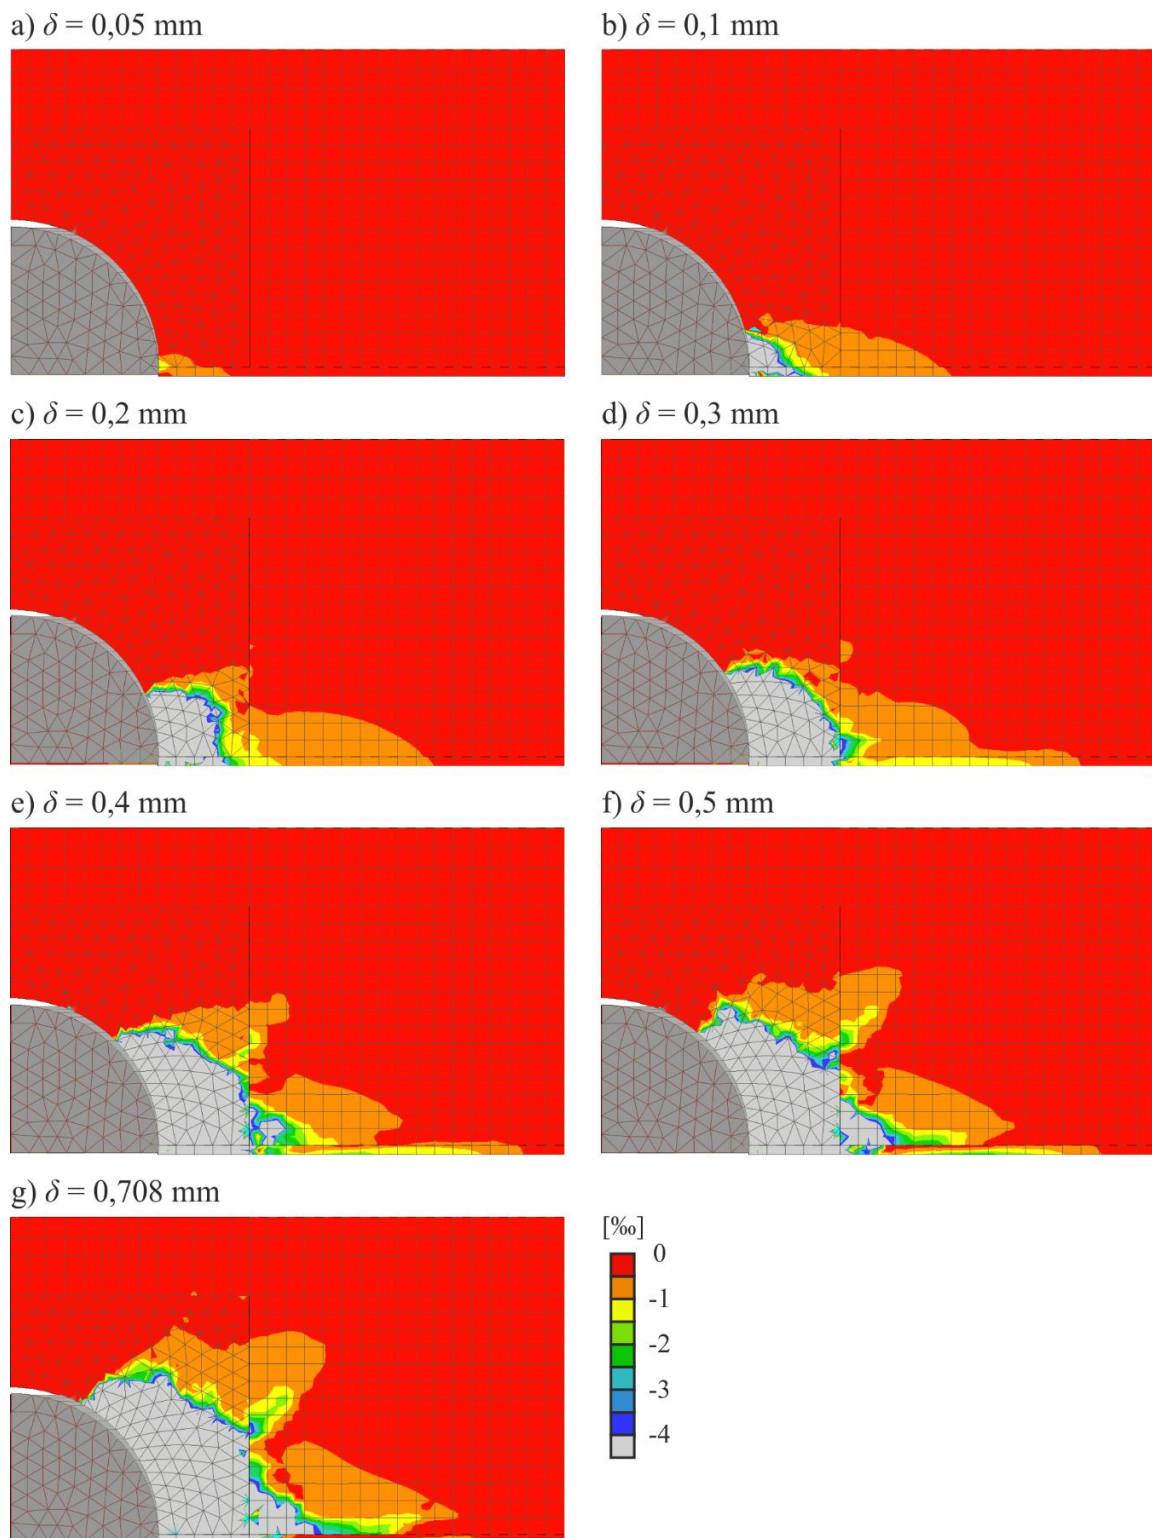 a) δ = 0,05 mm
b) δ = 0,1 mm
c) δ = 0,2 mm
d) δ = 0,3 mm
e) δ = 0,4 mm
f) δ = 0,5 mm
g) δ = 0,708 mm
[‰]
0
-1
-2
-3
-4